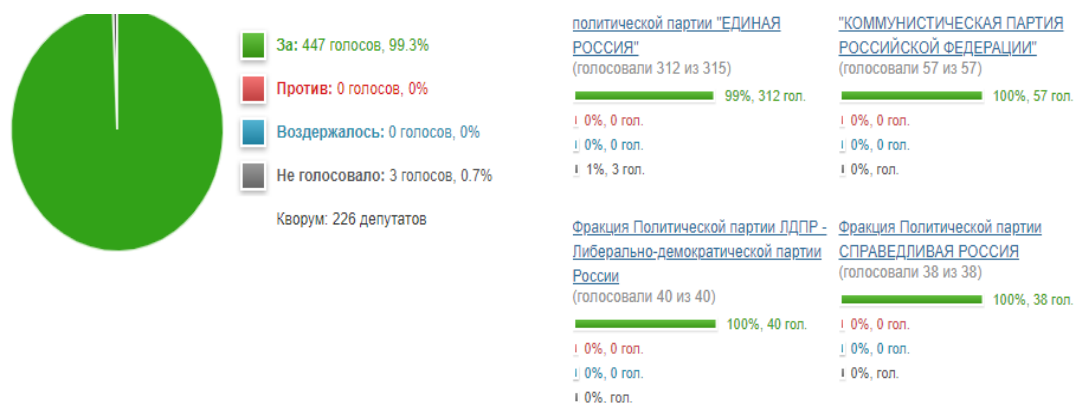 За: 447 голосов, 99.3%
Против: 0 голосов, 0%
Воздержалось: 0 голосов, 0%
Не голосовало: 3 голосов, 0.7%
Кворум: 226 депутатов
политической партии "ЕДИНАЯ
РОССИЯ"
(голосовали 312 из 315)
99%, 312 гол.
0%, 0 гол.
0%, 0 гол.
1%, 3 гол.
"КОММУНИСТИЧЕСКАЯ ПАРТИЯ
РОССИЙСКОЙ ФЕДЕРАЦИИ"
(голосовали 57 из 57)
100%, 57 гол.
0%, 0 гол.
0%, 0 гол.
0%, гол.
Фракция Политической партии ЛДПР -
Либерально-демократической партии
России
(голосовали 40 из 40)
100%, 40 гол.
0%, 0 гол.
0%, 0 гол.
0%, гол.
Фракция Политической партии
СПРАВЕДЛИВАЯ РОССИЯ
(голосовали 38 из 38)
100%, 38 гол.
0%, 0 гол.
0%, 0 гол.
0%, гол.